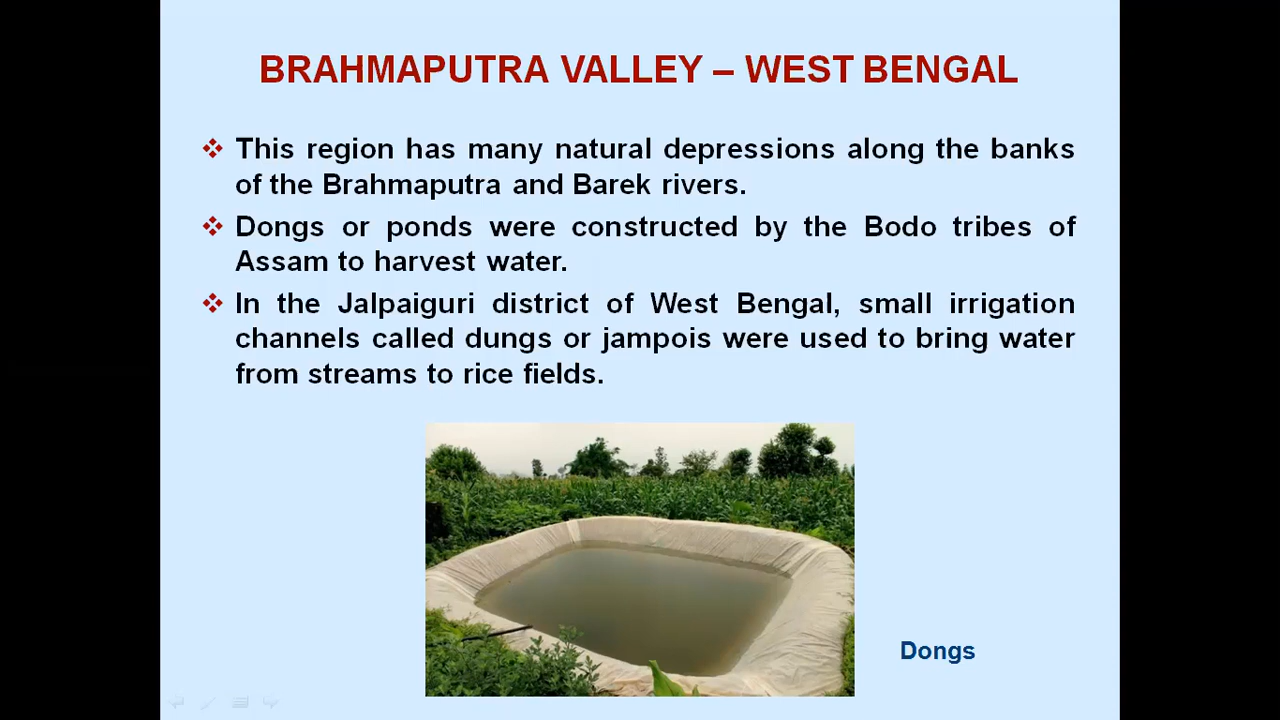 BRAHMAPUTRA VALLEY – WEST BENGAL
This region has many natural depressions along the banks
of the Brahmaputra and Barek rivers.
Dongs or ponds were constructed by the Bodo tribes of
Assam to harvest water.
In the Jalpaiguri district of West Bengal, small irrigation
channels called dungs or jampois were used to bring water
from streams to rice fields.
Dongs